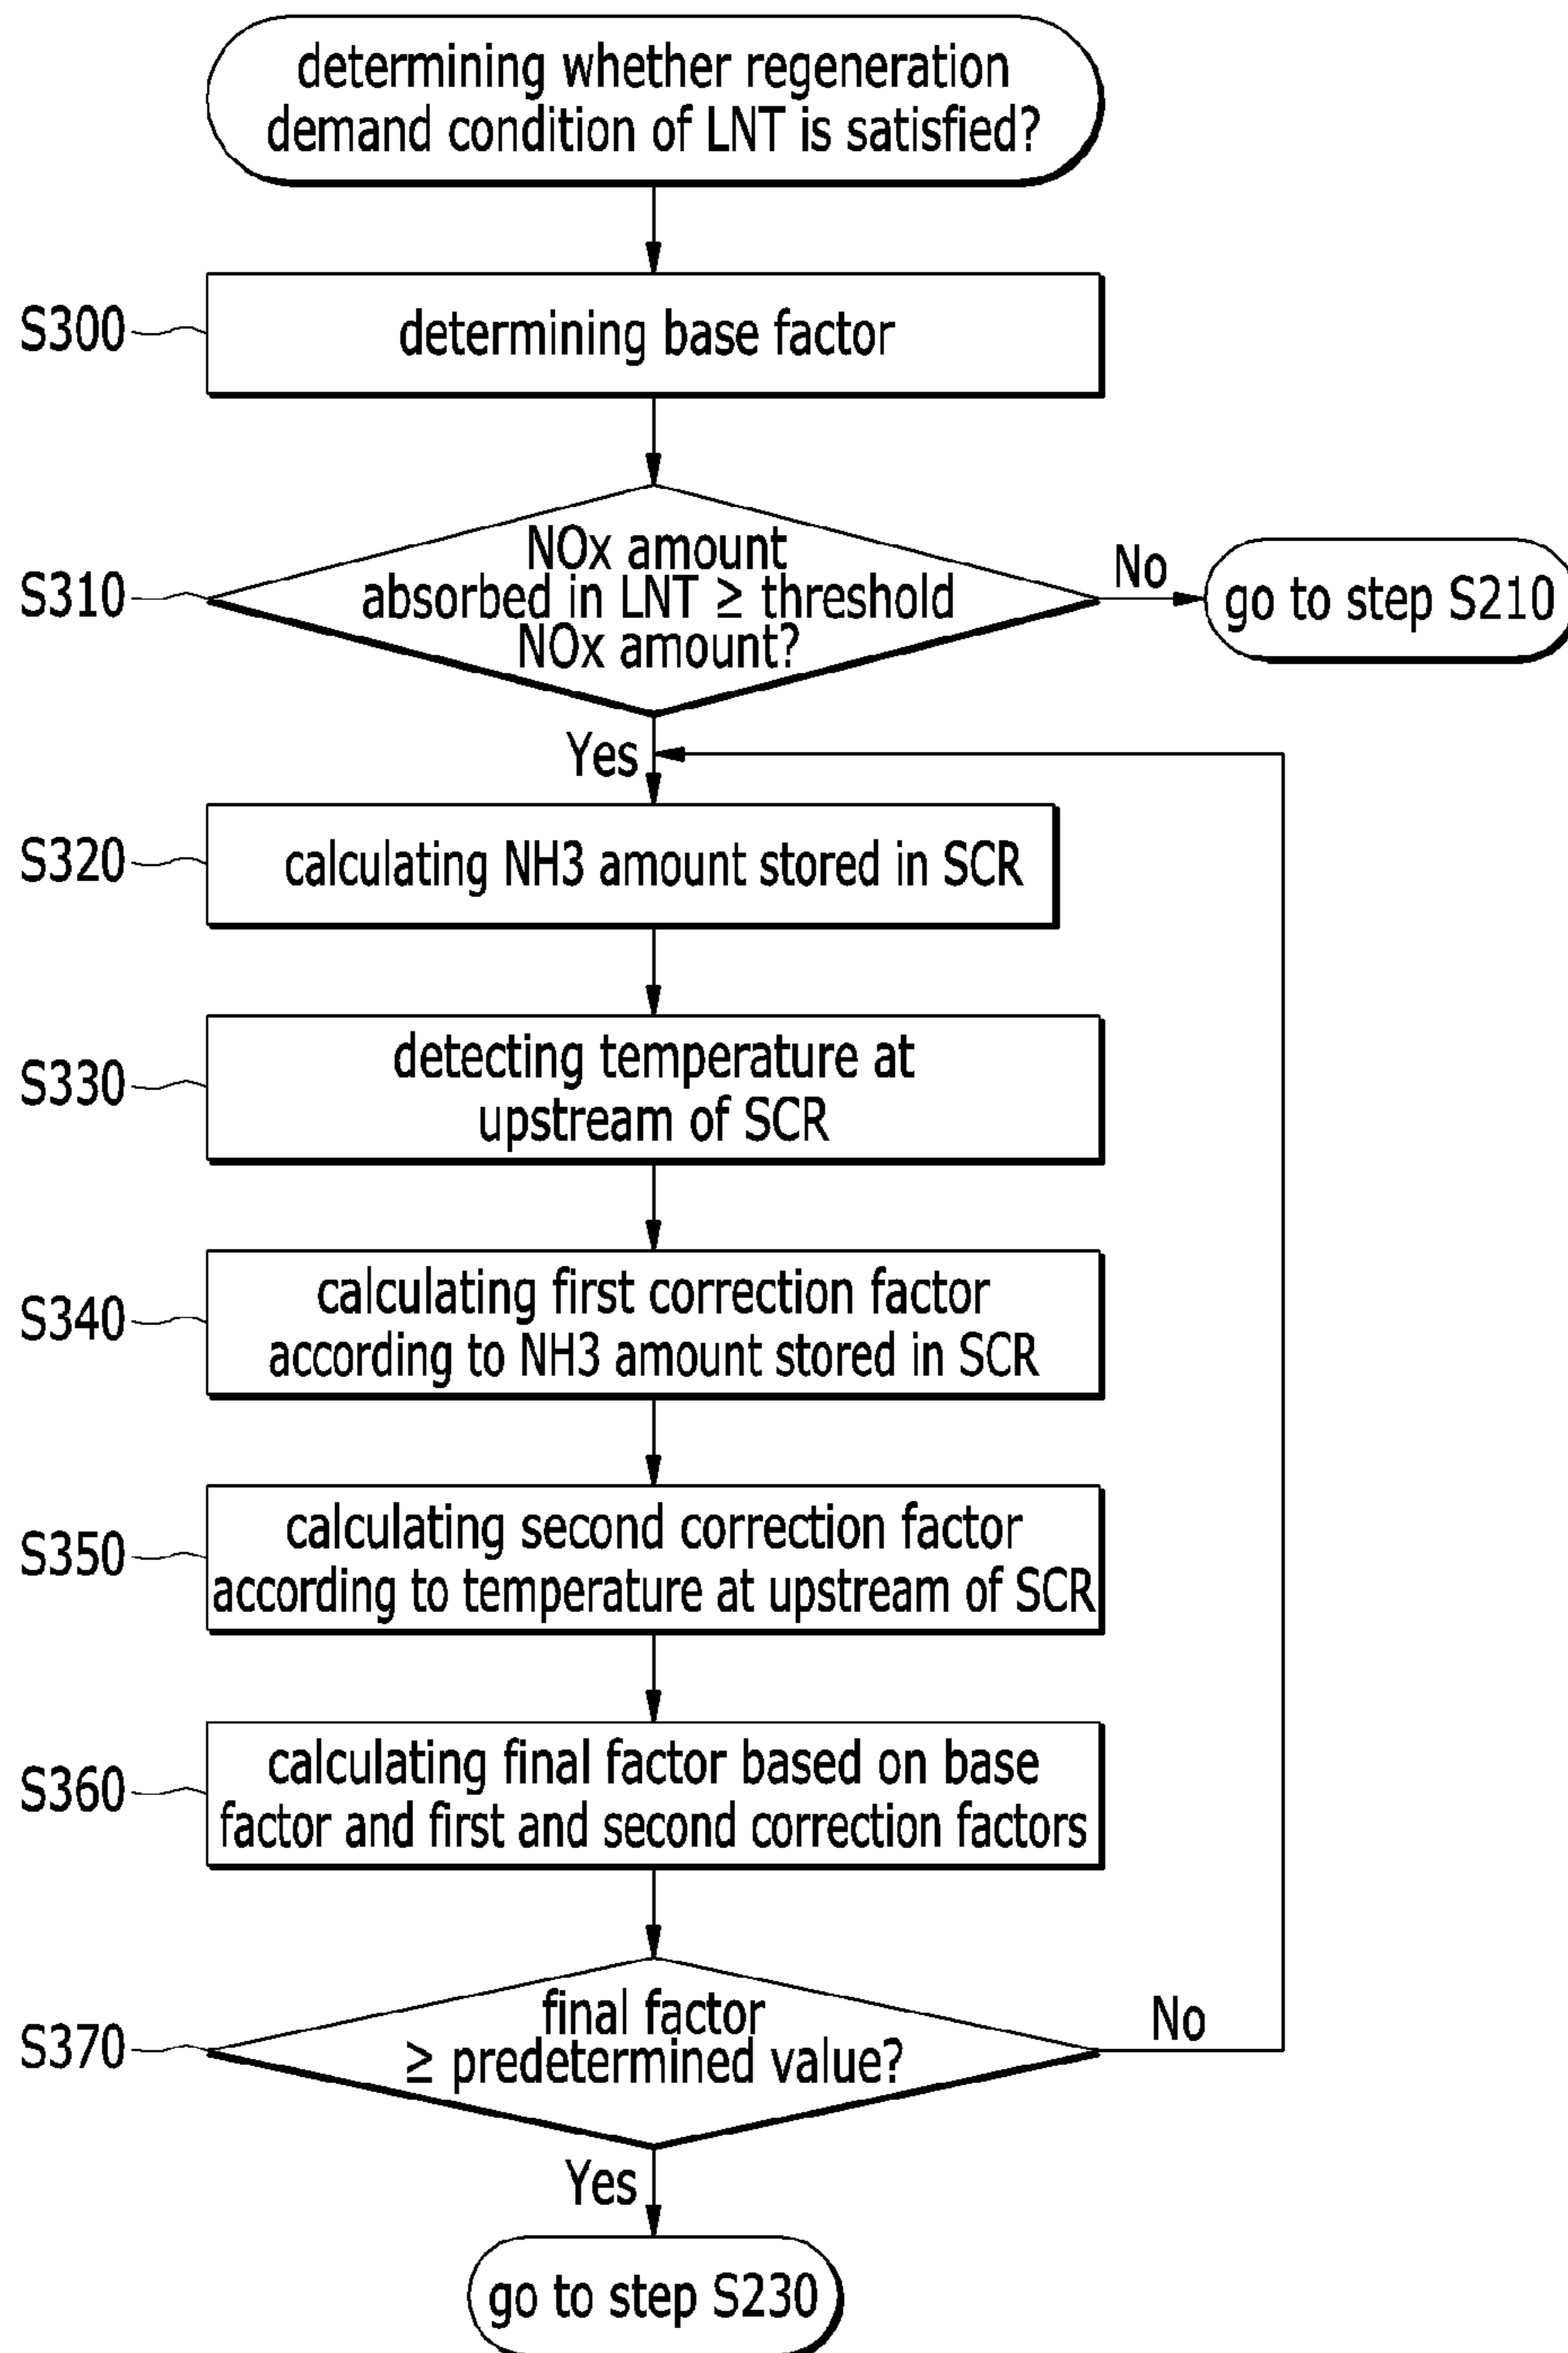 determining whether regeneration
demand condition of LNT is satisfied?
S300
determining base factor
S310
NOx amount
absorbed in LNT ≥ threshold
NOx amount?
No
go to step S210
Yes
S320
calculating NH3 amount stored in SCR
S330
detecting temperature at
upstream of SCR
S340
calculating first correction factor
according to NH3 amount stored in SCR
S350
calculating second correction factor
according to temperature at upstream of SCR
S360
calculating final factor based on base
factor and first and second correction factors
S370
final factor
≥ predetermined value?
No
Yes
go to step S230